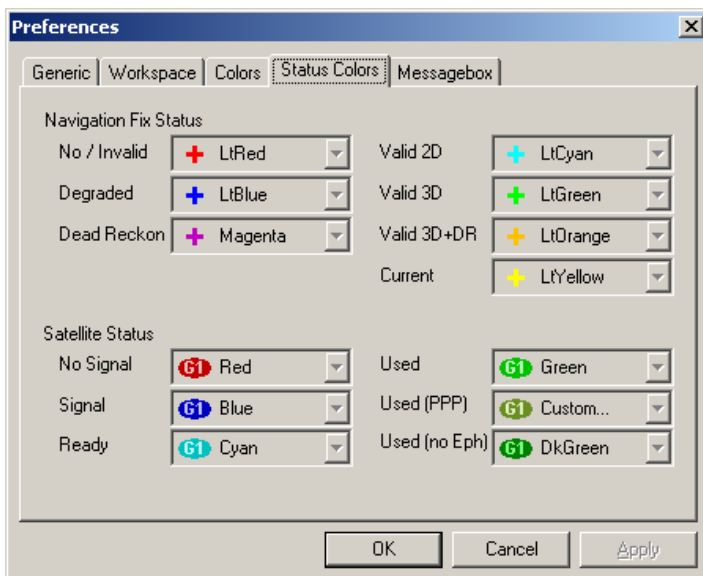 Preferences
Generic Workspace Colors Status Colors Messagebox
Navigation Fix Status
No / Invalid LtRed Valid 2D LtCyan
Degraded LtBlue Valid 3D LtGreen
Dead Reckon Magenta Valid 3D+DR LtOrange
Current LtYellow
Satellite Status
No Signal G1 Red Used G1 Green
Signal G1 Blue Used (PPP) G1 Custom...
Ready G1 Cyan Used (no Eph) G1 DkGreen
OK Cancel Apply